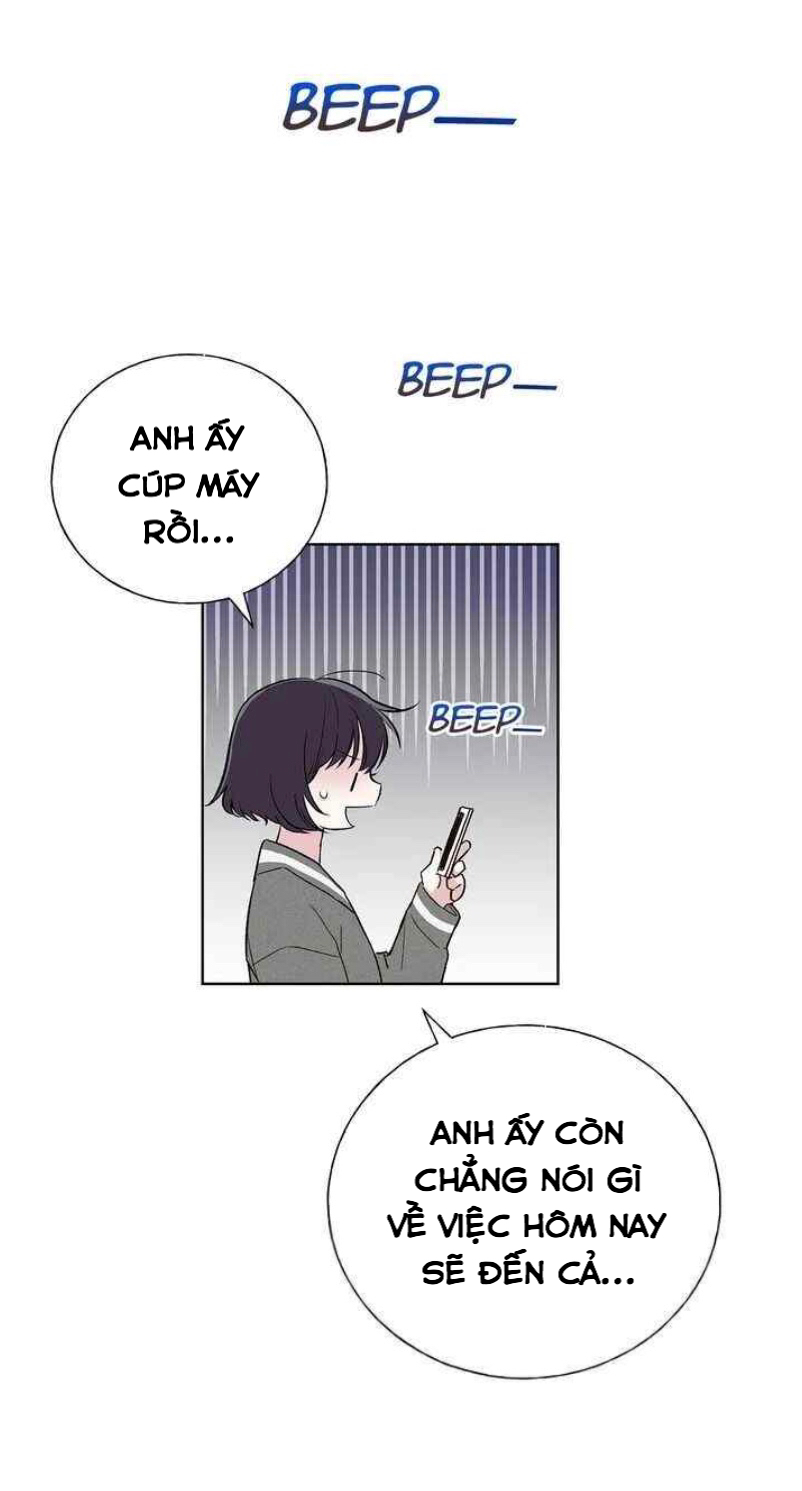 BEEP—
BEEP—
ANH ẤY
CÚP MÁY
RỒI...
BEEP—
ANH ẤY CÒN
CHẲNG NÓI GÌ
VỀ VIỆC HÔM NAY
SẼ ĐẾN CẢ...